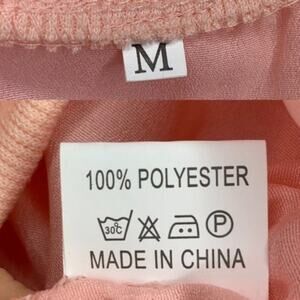 M
100% POLYESTER
30°C P
MADE IN CHINA